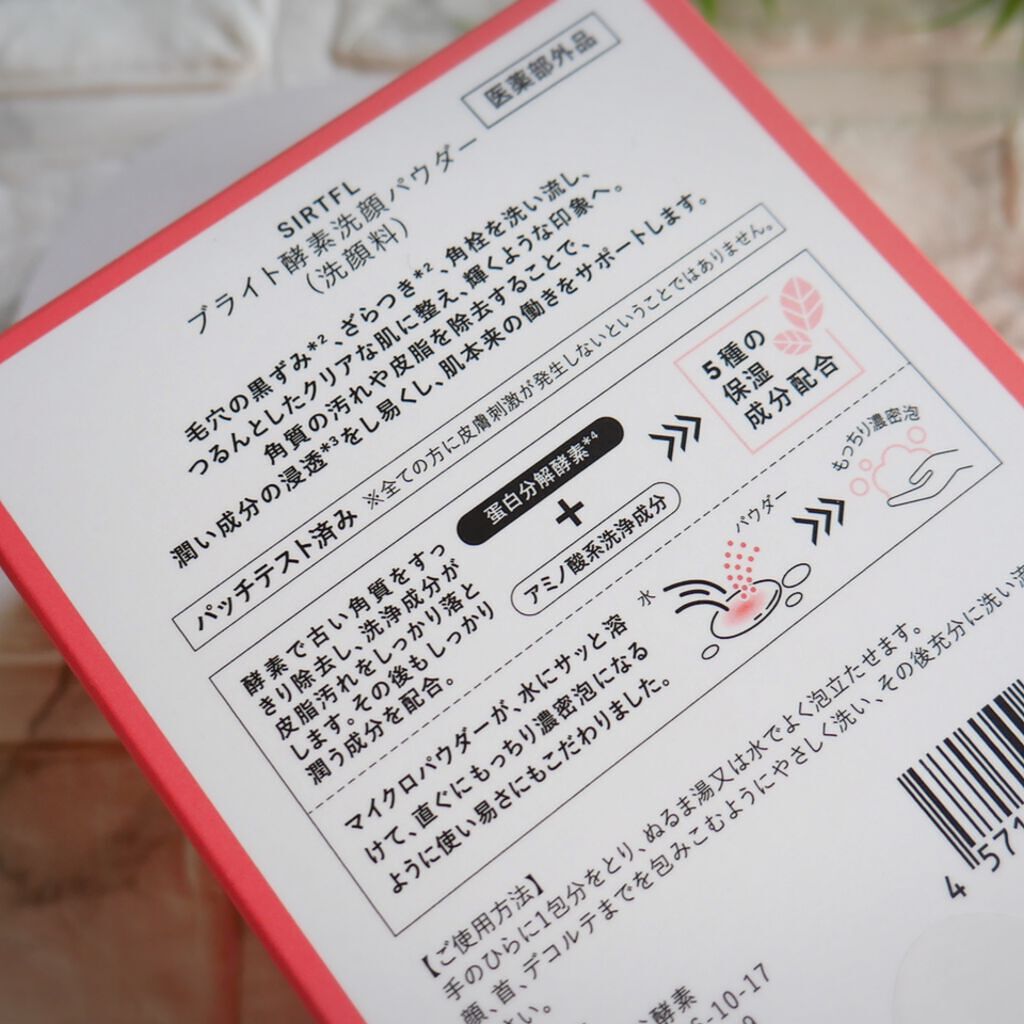 医薬部外品
SIRTFL
ブライト酵素洗顔パウダー
(洗顔料)
毛穴の黒ずみ*2、ざらつき*2、角栓を洗い流し、
つるんとしたクリアな肌に整え、輝くような印象へ。
角質の汚れや皮脂を除去することで、
潤い成分の浸透*3をし易くし、肌本来の働きをサポートします。
パッチテスト済み ※全ての方に皮膚刺激が発生しないということではありません。
酵素で古い角質をすっ
きり除去し、洗浄成分が
皮脂汚れをしっかり落と
します。その後もしっかり
潤う成分を配合。
蛋白分解酵素*4
+
アミノ酸系洗浄成分
5種の
保湿
成分配合
マイクロパウダーが、水にサッと溶
けて、直ぐにもっちり濃密泡になる
ように使い易さにもこだわりました。
水
パウダー
もっちり濃密泡
【ご使用方法】
手のひらに1包分をとり、ぬるま湯又は水でよく泡立たせます。
顔、首、デコルテまでを包みこむようにやさしく洗い、その後充分に洗い流
さい。
酵素
6-10-17
4 571